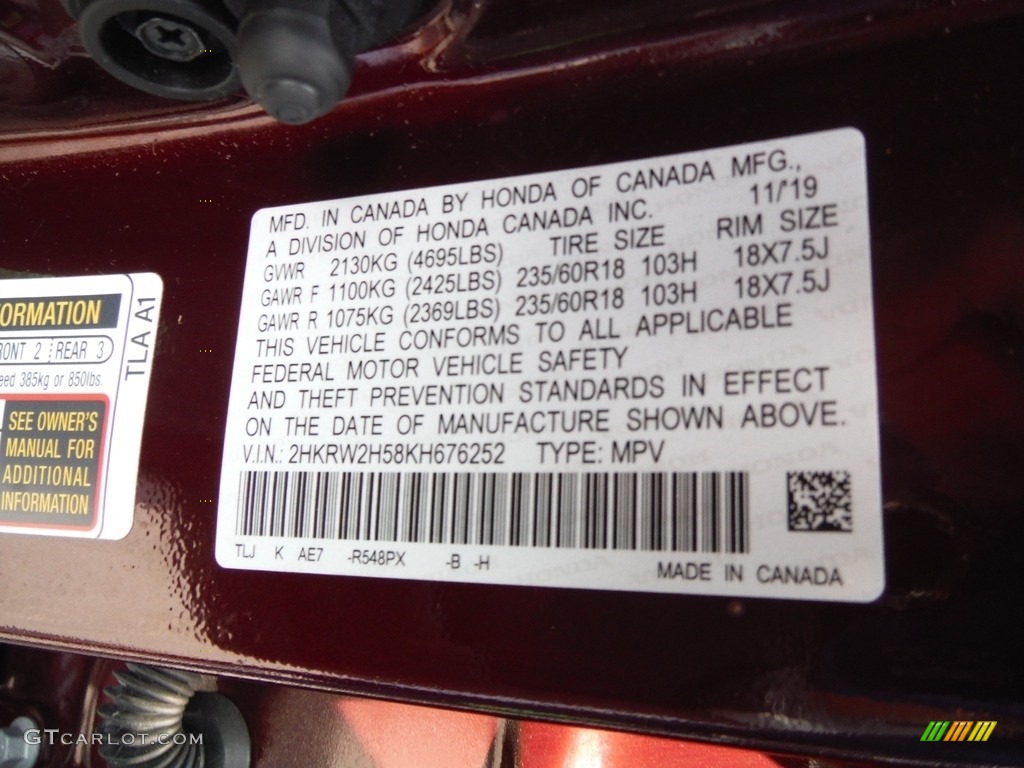 MFD. IN CANADA BY HONDA OF CANADA MFG.,
A DIVISION OF HONDA CANADA INC. 11/'19
GVWR 2130KG (4695LBS) TIRE SIZE RIM SIZE
GAWR F 1100KG (2425LBS) 235/60R18 103H 18X7.5J
GAWR R 1075KG (2369LBS) 235/60R18 103H 18X7.5J
THIS VEHICLE CONFORMS TO ALL APPLICABLE
FEDERAL MOTOR VEHICLE SAFETY
AND THEFT PREVENTION STANDARDS IN EFFECT
ON THE DATE OF MANUFACTURE SHOWN ABOVE.
V.I.N.: 2HKRW2H58KH676252 TYPE: MPV
TLJ K AE7 -R548PX -B -H
MADE IN CANADA
ORMATION
RONT 2 REAR 3
eed 385kg or 850lbs.
SEE OWNER'S
MANUAL FOR
ADDITIONAL
INFORMATION
TLA A1
GTCARLOT.COM